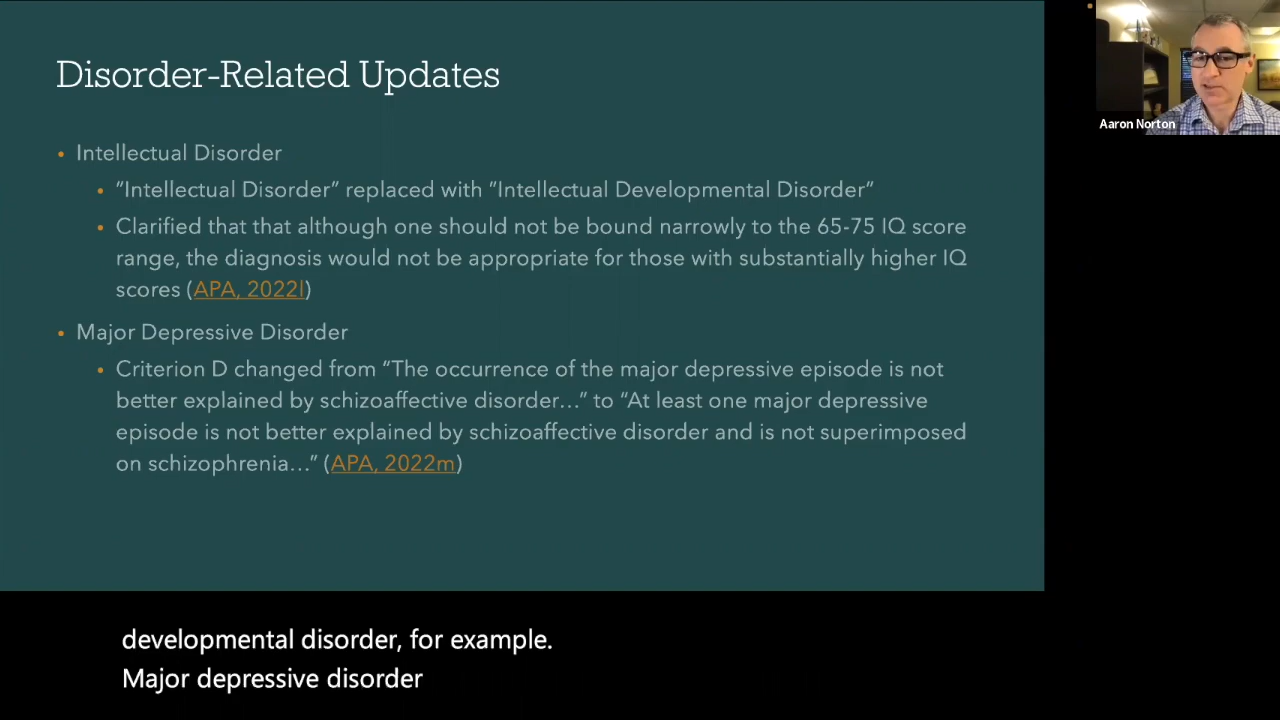 Disorder-Related Updates
Aaron Norton
• Intellectual Disorder
• “Intellectual Disorder” replaced with “Intellectual Developmental Disorder”
• Clarified that that although one should not be bound narrowly to the 65-75 IQ score
range, the diagnosis would not be appropriate for those with substantially higher IQ
scores (APA, 2022l)
• Major Depressive Disorder
• Criterion D changed from “The occurrence of the major depressive episode is not
better explained by schizoaffective disorder…” to “At least one major depressive
episode is not better explained by schizoaffective disorder and is not superimposed
on schizophrenia…” (APA, 2022m)
developmental disorder, for example.
Major depressive disorder